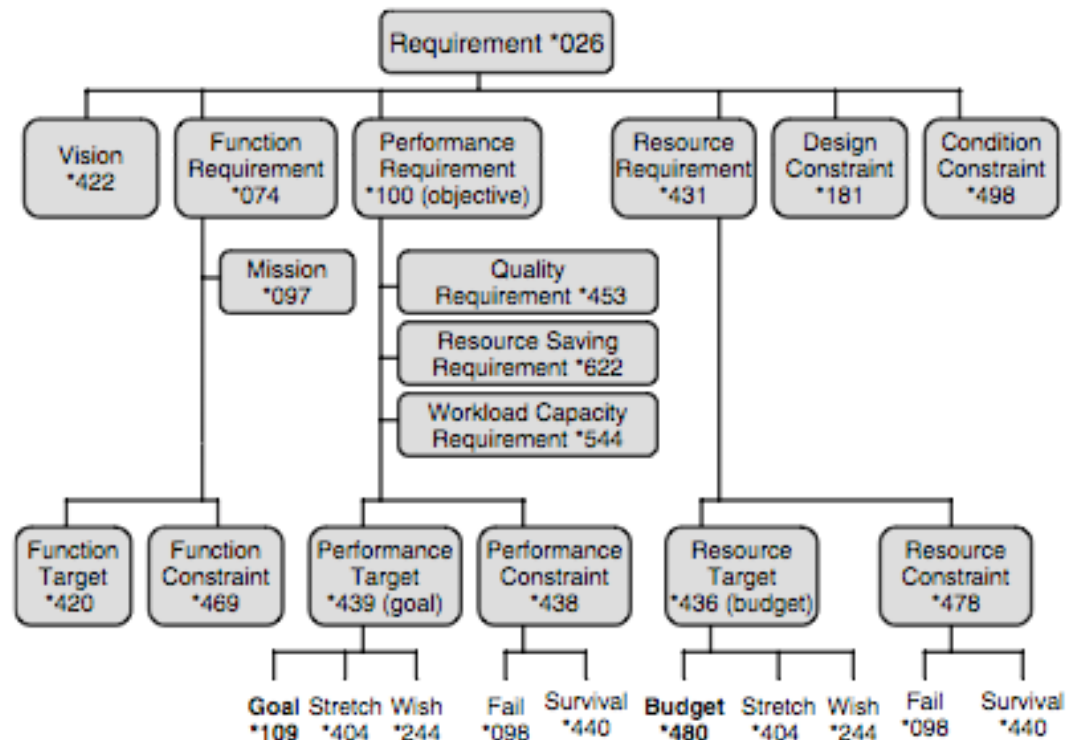 Requirement *026
Vision
*422
Function
Requirement
*074
Performance
Requirement
*100 (objective)
Resource
Requirement
*431
Design
Constraint
*181
Condition
Constraint
*498
Mission
*097
Quality
Requirement *453
Resource Saving
Requirement *622
Workload Capacity
Requirement *544
Function
Target
*420
Function
Constraint
*469
Performance
Target
*439 (goal)
Performance
Constraint
*438
Resource
Target
*436 (budget)
Resource
Constraint
*478
Goal
*109
Stretch
*404
Wish
*244
Fail
*098
Survival
*440
Budget
*480
Stretch
*404
Wish
*244
Fail
*098
Survival
*440